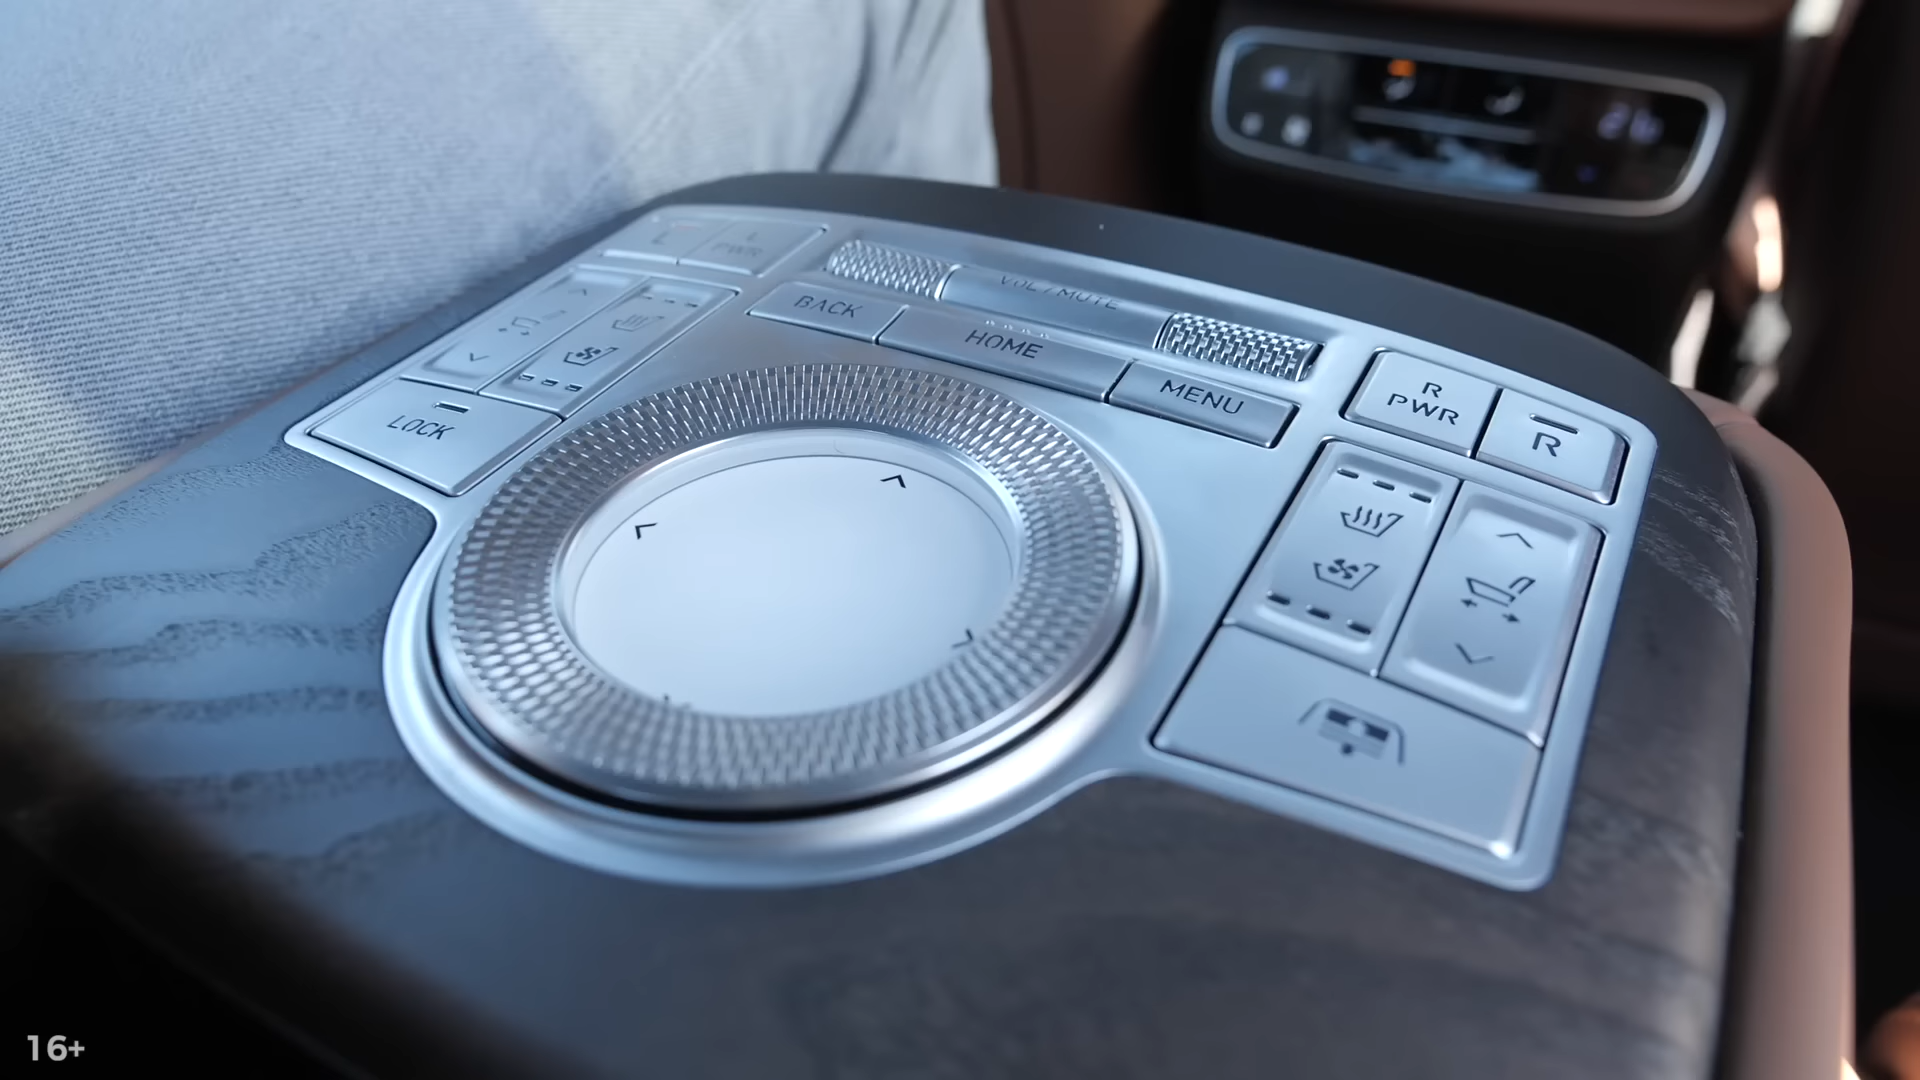 L
L
PWR
VOL / MUTE
BACK
HOME
MENU
LOCK
R
PWR
R
16+